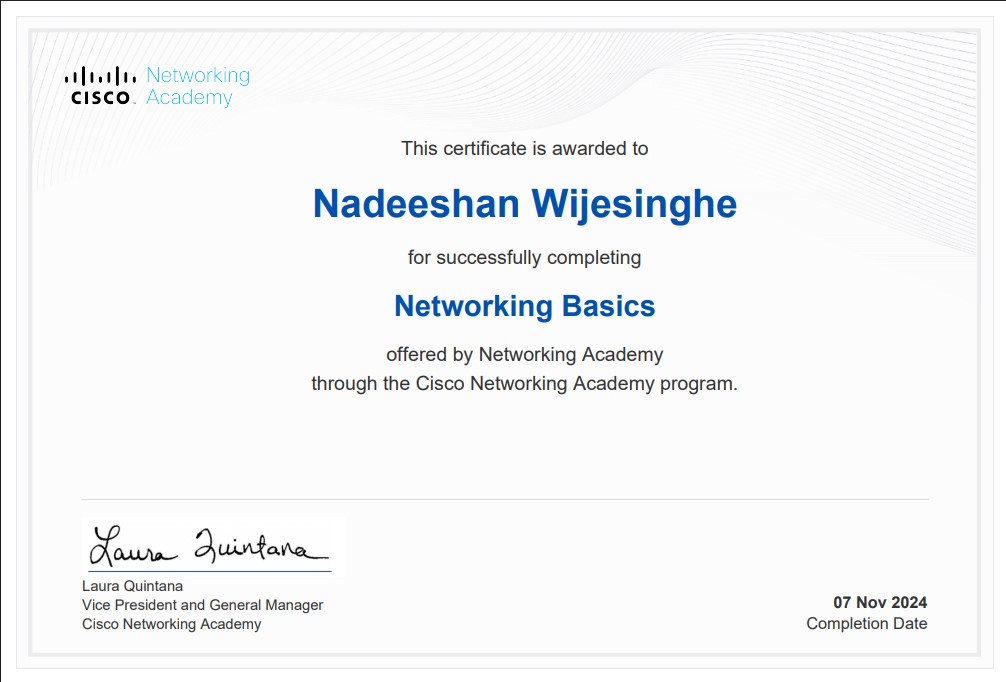 Networking
CISCO Academy
This certificate is awarded to
Nadeeshan Wijesinghe
for successfully completing
Networking Basics
offered by Networking Academy
through the Cisco Networking Academy program.
Laura Quintana
Laura Quintana
Vice President and General Manager
Cisco Networking Academy
07 Nov 2024
Completion Date